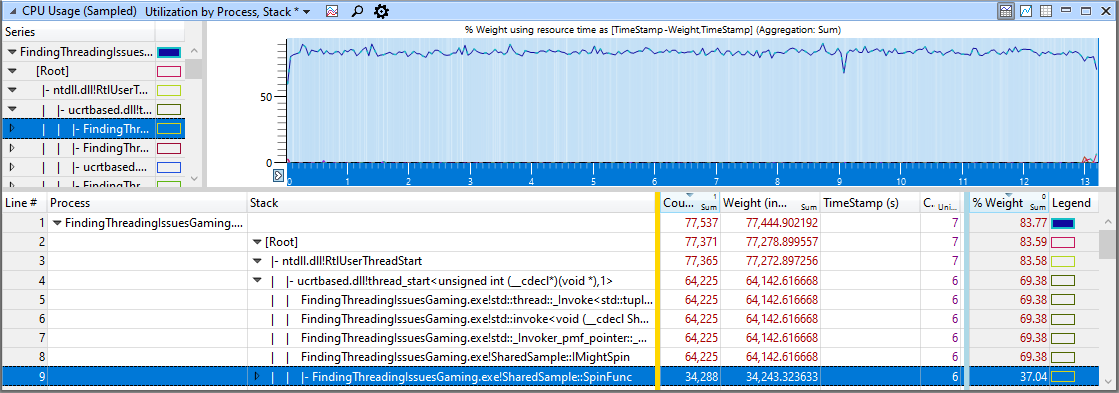 CPU Usage (Sampled) Utilization by Process, Stack *
Series
FindingThreadingIssues...
[Root]
|- ntdll.dll!RtlUserT...
| |- ucrtbased.dll!t...
| | |- FindingThr...
| | |- FindingThr...
| | |- ucrtbased....
| | |- FindingThr...
% Weight using resource time as [TimeStamp-Weight,TimeStamp] (Aggregation: Sum)
50
0
0 1 2 3 4 5 6 7 8 9 10 11 12 13
Line # Process Stack Cou... 1 Sum Weight (in... Sum TimeStamp (s) C. Uni... % Weight 0 Sum Legend
1 FindingThreadingIssuesGaming.... 77,537 77,444.902192 7 83.77
2 [Root] 77,371 77,278.899557 7 83.59
3 |- ntdll.dll!RtlUserThreadStart 77,365 77,272.897256 7 83.58
4 | |- ucrtbased.dll!thread_start<unsigned int (__cdecl*)(void *),1> 64,225 64,142.616668 6 69.38
5 | | FindingThreadingIssuesGaming.exe!std::thread::_Invoke<std::tupl... 64,225 64,142.616668 6 69.38
6 | | FindingThreadingIssuesGaming.exe!std::invoke<void (__cdecl Sh... 64,225 64,142.616668 6 69.38
7 | | FindingThreadingIssuesGaming.exe!std::_Invoker_pmf_pointer::_... 64,225 64,142.616668 6 69.38
8 | | FindingThreadingIssuesGaming.exe!SharedSample::IMightSpin 64,225 64,142.616668 6 69.38
9 | | |- FindingThreadingIssuesGaming.exe!SharedSample::SpinFunc 34,288 34,243.323633 6 37.04